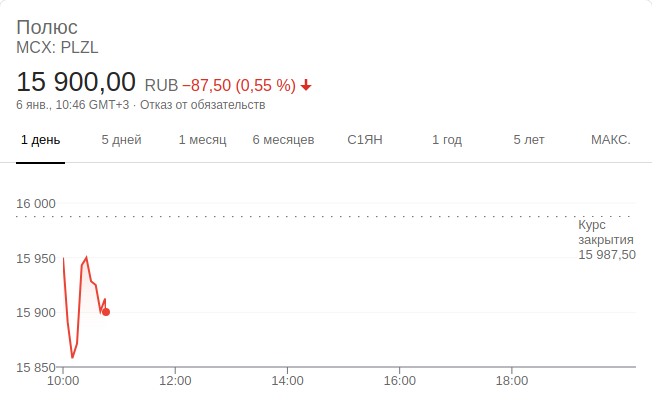 Полюс
MCX: PLZL
15 900,00 RUB −87,50 (0,55 %)
6 янв., 10:46 GMT+3 · Отказ от обязательств
1 день 5 дней 1 месяц 6 месяцев С1ЯН 1 год 5 лет МАКС.
16 000
Курс
закрытия
15 950
15 987,50
15 900
15 850
10:00 12:00 14:00 16:00 18:00